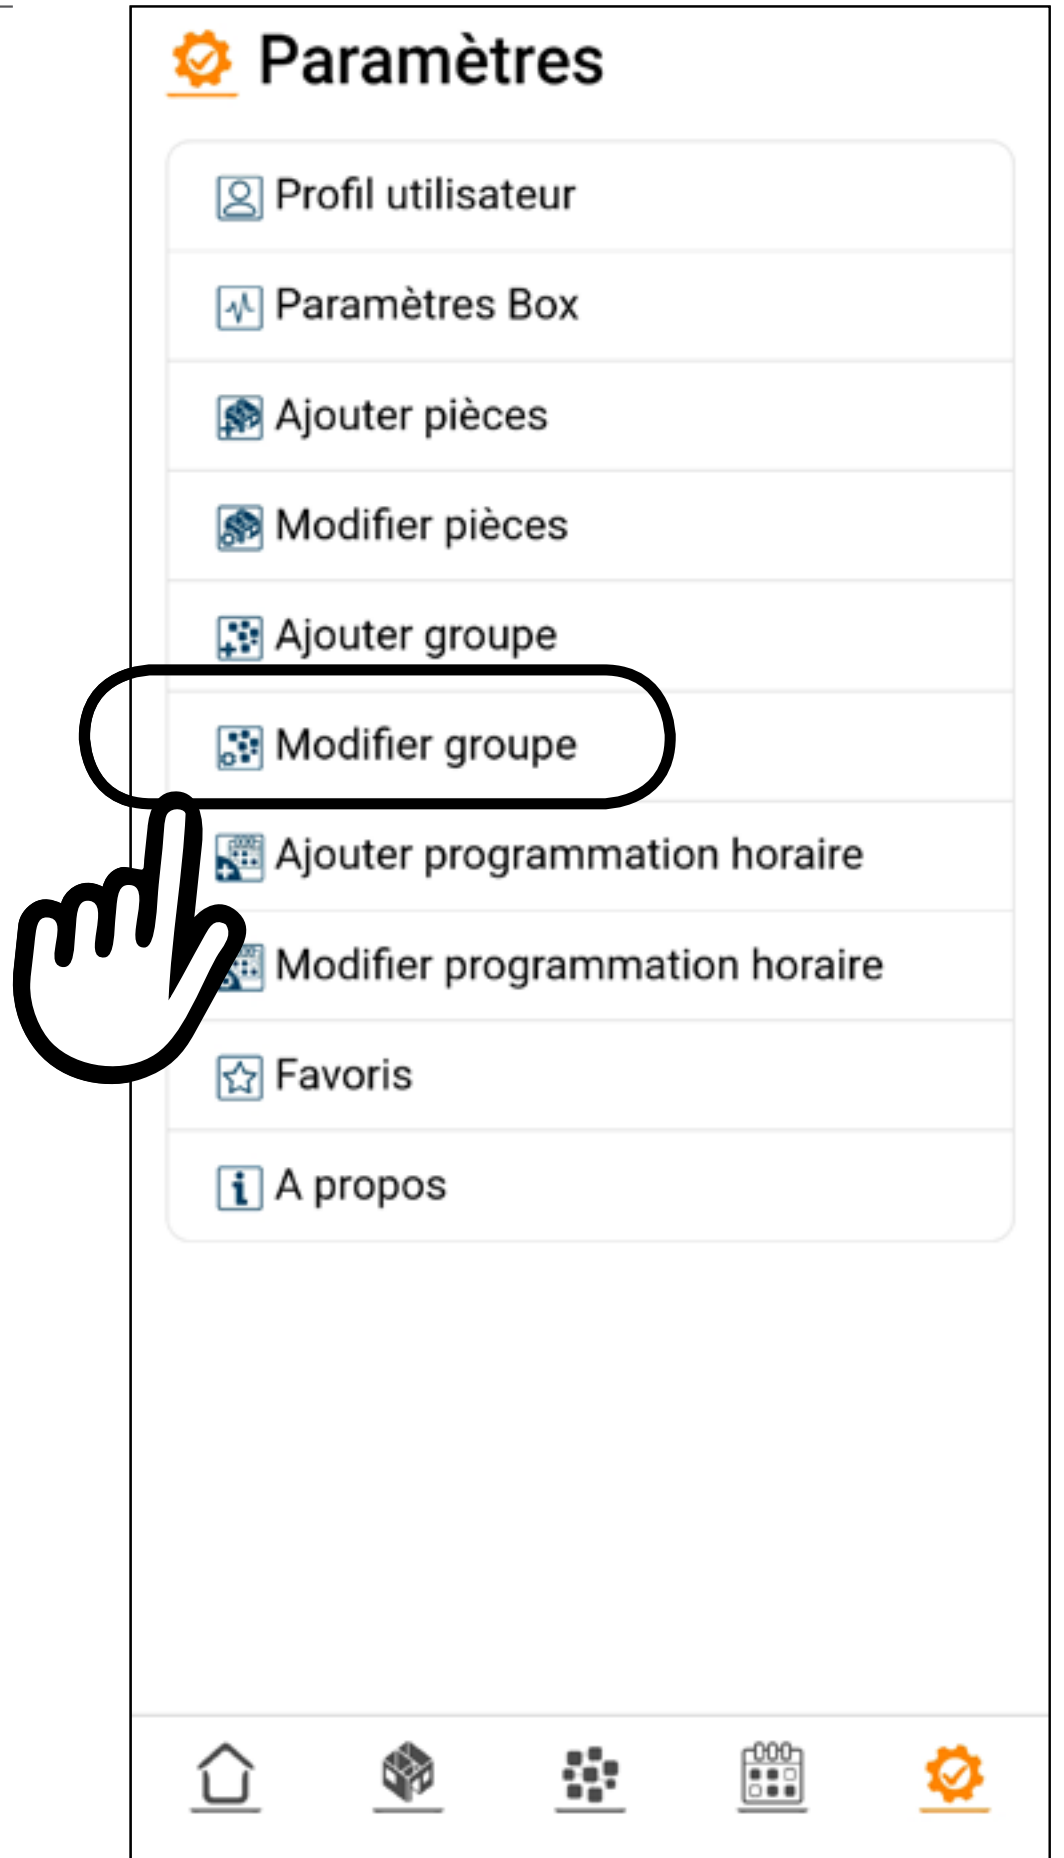 Paramètres
Profil utilisateur
Paramètres Box
Ajouter pièces
Modifier pièces
Ajouter groupe
Modifier groupe
Ajouter programmation horaire
Modifier programmation horaire
Favoris
A propos